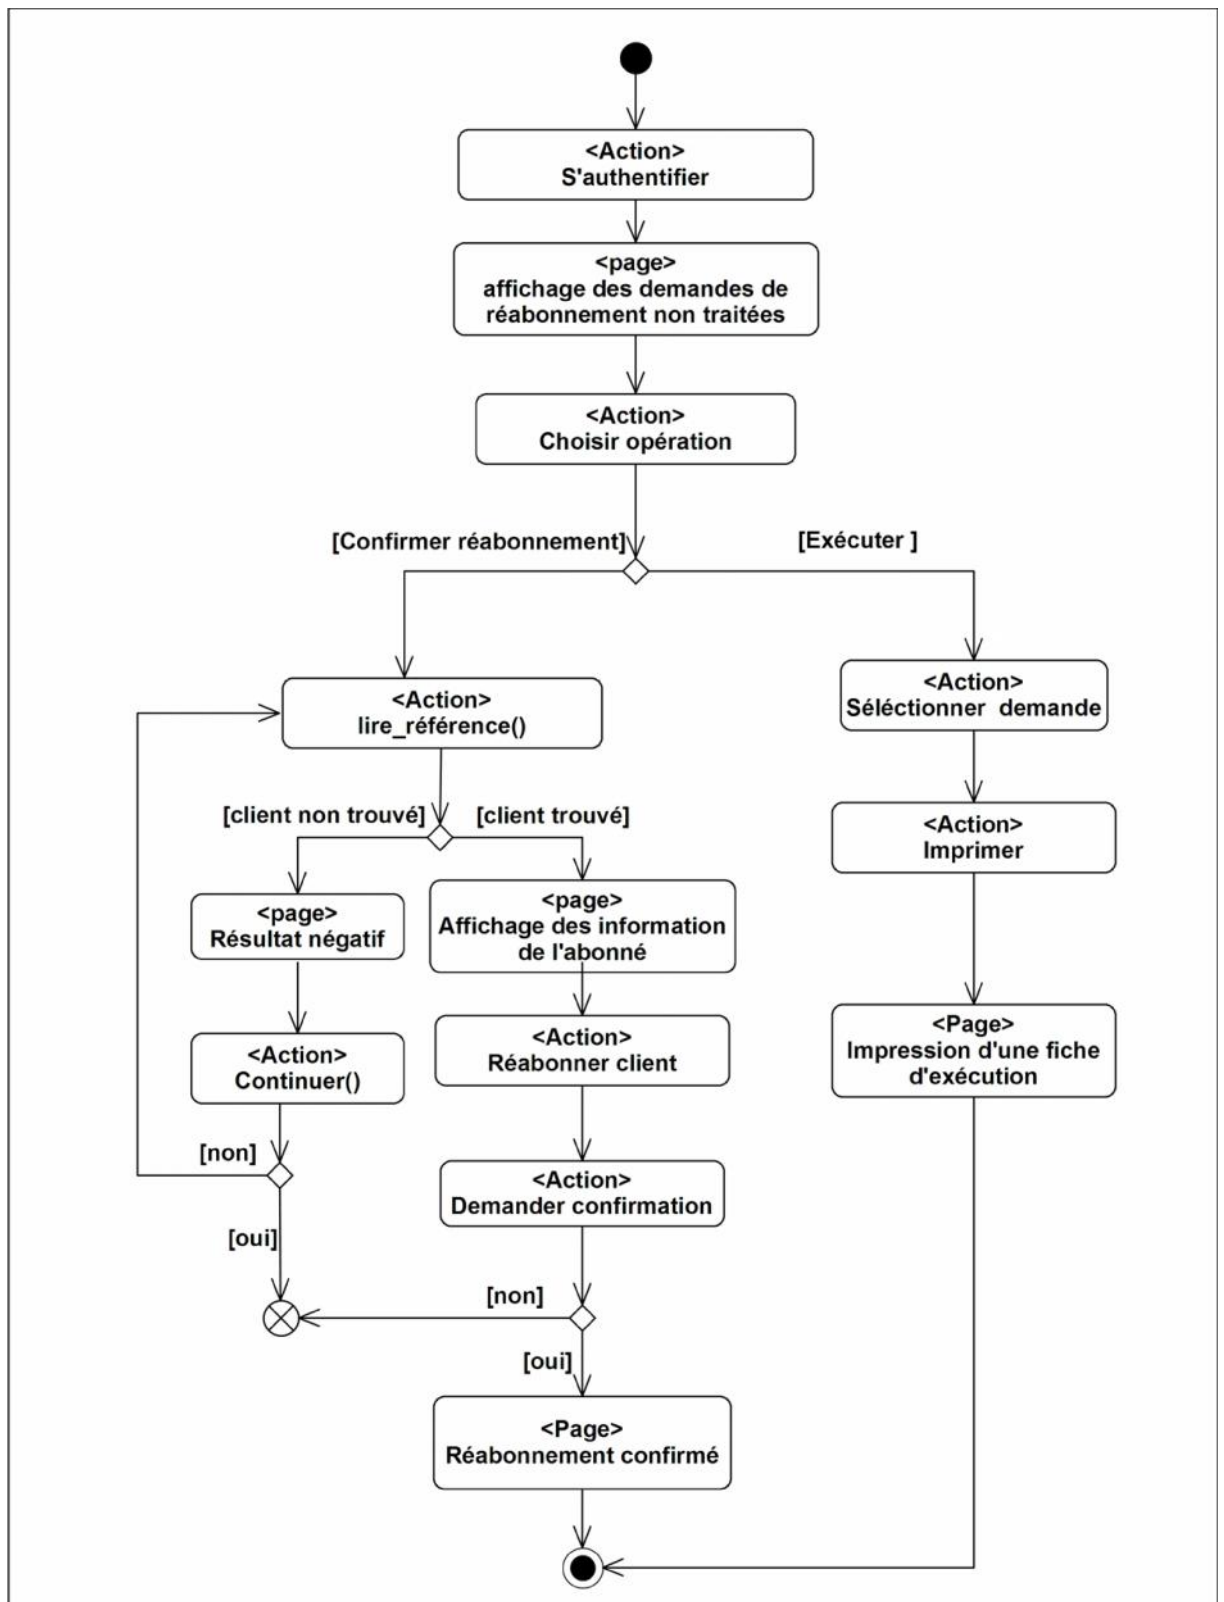 <Action>
S'authentifier
<page>
affichage des demandes de
réabonnement non traitées
<Action>
Choisir opération
[Confirmer réabonnement]
[Exécuter ]
<Action>
lire_référence()
<Action>
Séléctionner  demande
[client non trouvé]
[client trouvé]
<Action>
Imprimer
<page>
Résultat négatif
<page>
Affichage des information
de l'abonné
<Action>
Continuer()
<Action>
Réabonner client
<Page>
Impression d'une fiche
d'exécution
[non]
[oui]
<Action>
Demander confirmation
[non]
[oui]
<Page>
Réabonnement confirmé